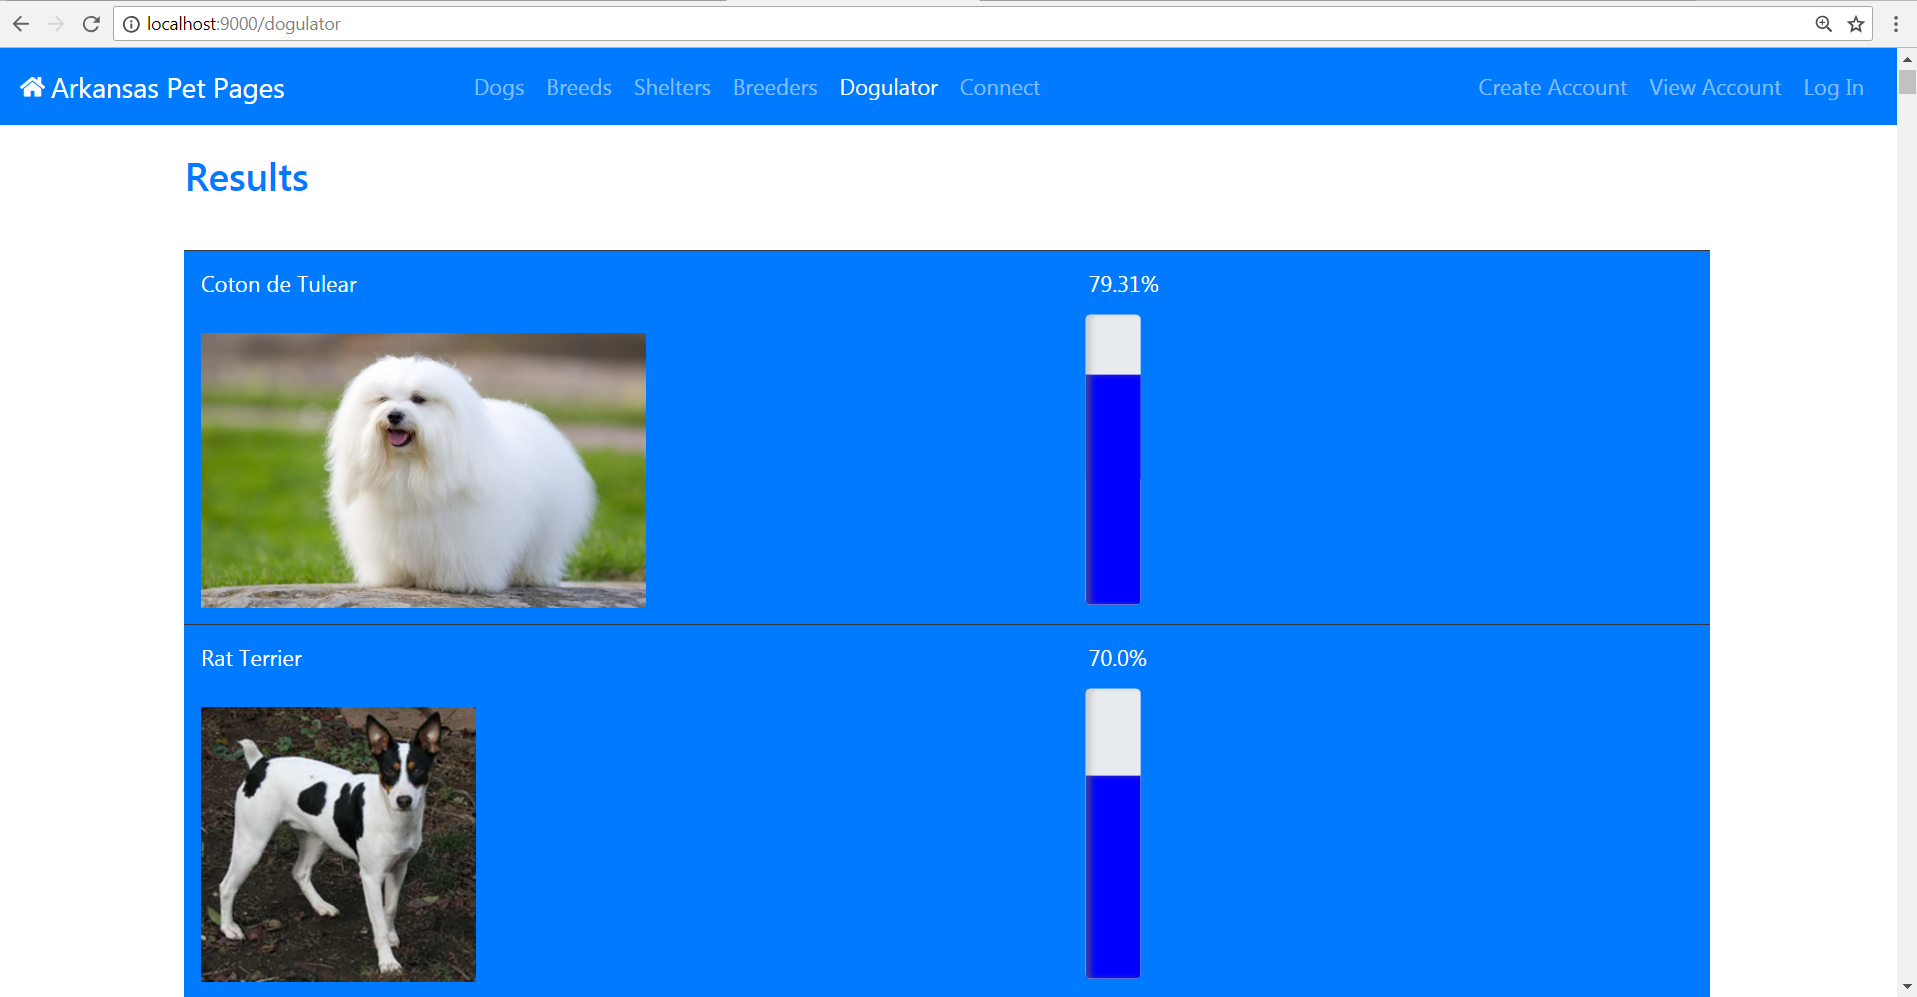 localhost:9000/dogulator
Arkansas Pet Pages Dogs Breeds Shelters Breeders Dogulator Connect Create Account View Account Log In
Results
Coton de Tulear 79.31%
Rat Terrier 70.0%